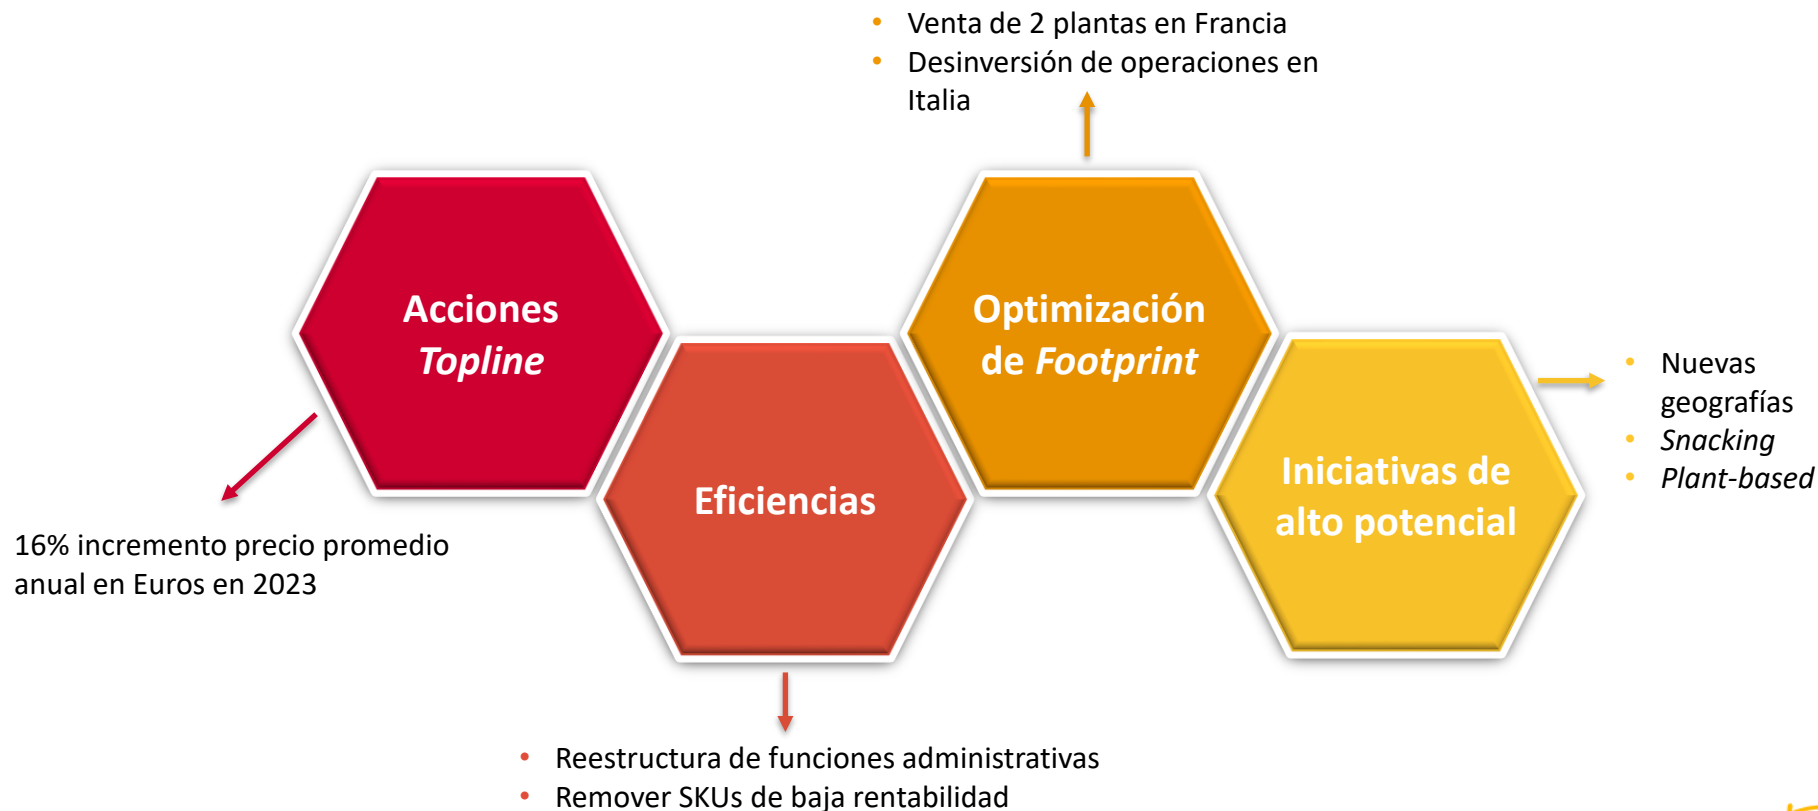 • Venta de 2 plantas en Francia
• Desinversión de operaciones en
Italia
Acciones
Topline
Optimización
de Footprint
Eficiencias
Iniciativas de
alto potencial
• Nuevas
geografías
• Snacking
• Plant-based
16% incremento precio promedio
anual en Euros en 2023
• Reestructura de funciones administrativas
• Remover SKUs de baja rentabilidad